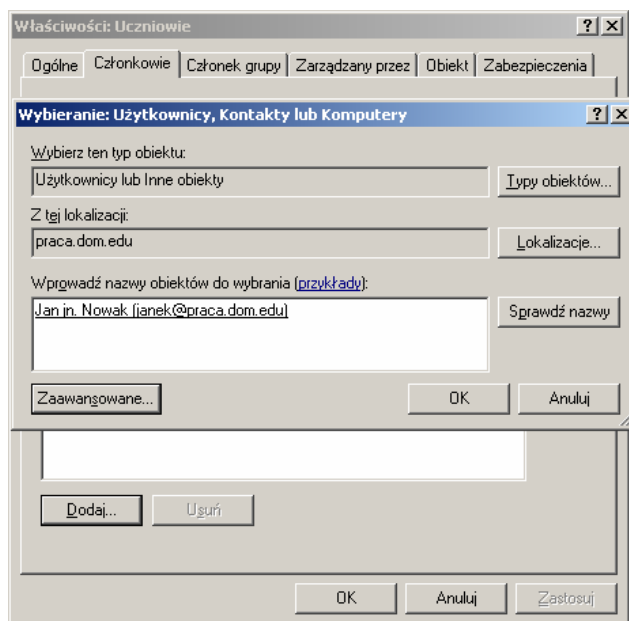 Właściwości: Uczniowie
Ogólne Członkowie Członek grupy Zarządzany przez Obiekt Zabezpieczenia
Wybieranie: Użytkownicy, Kontakty lub Komputery
Wybierz ten typ obiektu:
Użytkownicy lub Inne obiekty Typy obiektów...
Z tej lokalizacji:
praca.dom.edu Lokalizacje...
Wprowadź nazwy obiektów do wybrania (przykłady):
Jan jn. Nowak (janek@praca.dom.edu) Sprawdź nazwy
Zaawansowane... OK Anuluj
Dodaj... Usuń
OK Anuluj Zastosuj